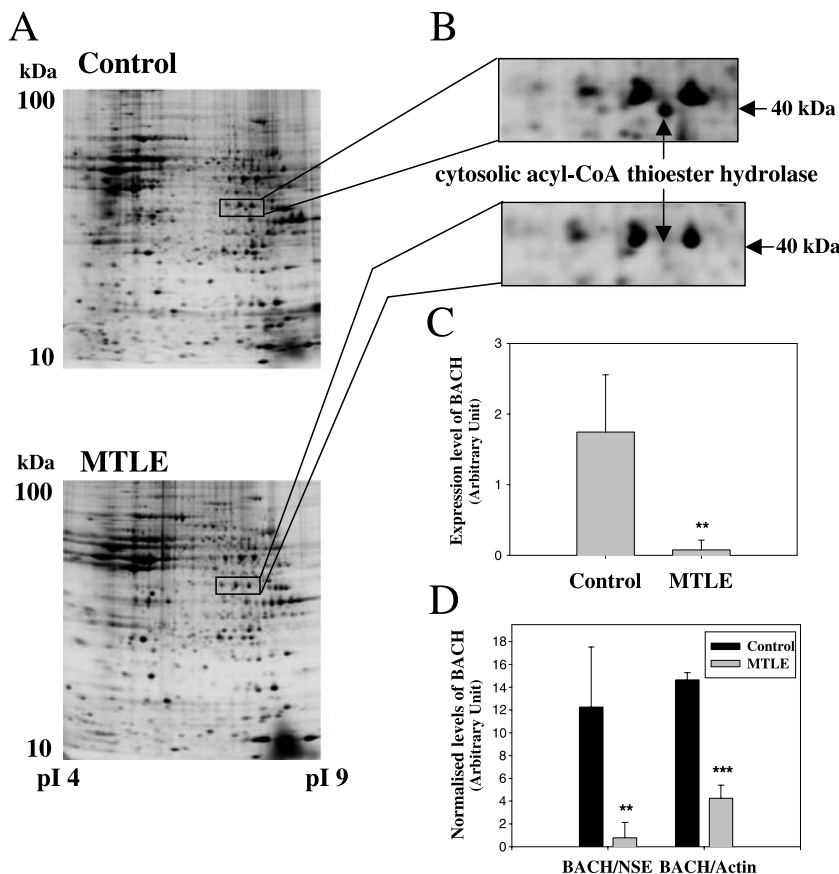 A
Control
kDa
100
10
MTLE
kDa
100
10
pI 4
pI 9
B
40 kDa
cytosolic acyl-CoA thioester hydrolase
40 kDa
C
Expression level of BACH
(Arbitrary Unit)
3
2
1
0
**
Control
MTLE
D
Normalised levels of BACH
(Arbitrary Unit)
18
16
14
12
10
8
6
4
2
0
Control
MTLE
**
***
BACH/NSE
BACH/Actin